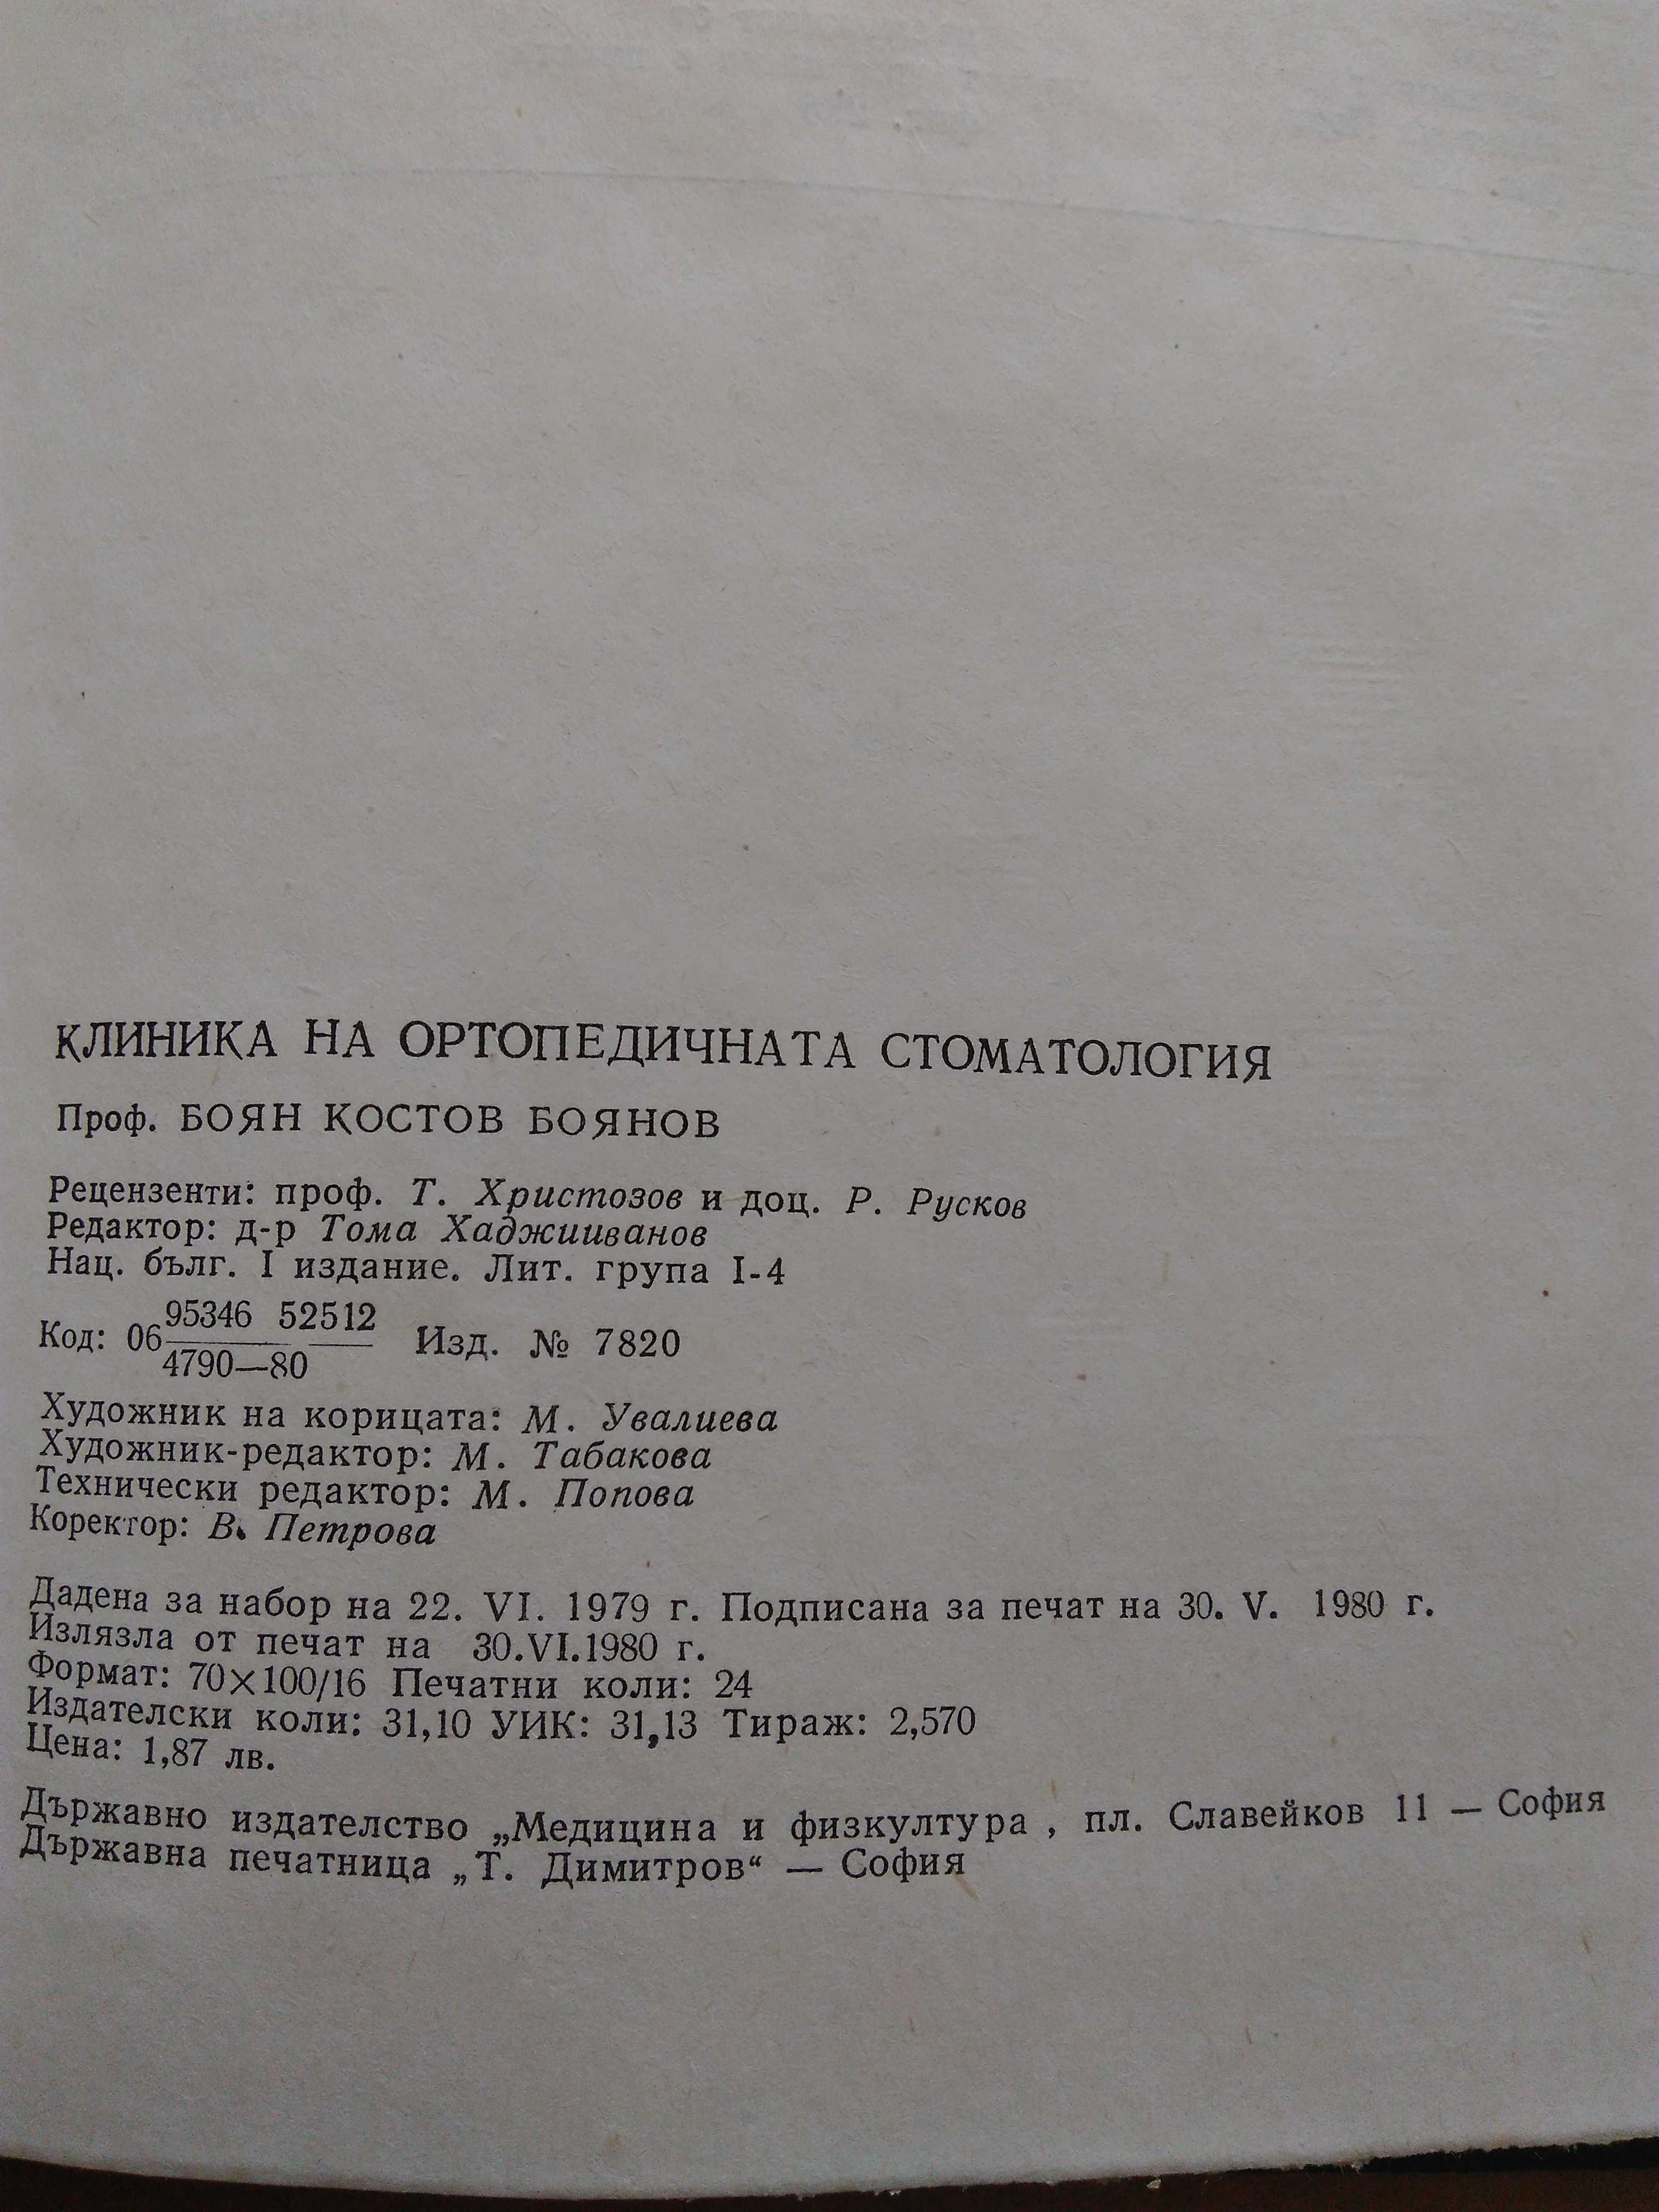 КЛИНИКА НА ОРТОПЕДИЧНАТА СТОМАТОЛОГИЯ
Проф. БОЯН КОСТОВ БОЯНОВ
Рецензенти: проф. Т. Христозов и доц. Р. Русков
Редактор: д-р Тома Хаджииванов
Нац. бълг. I издание. Лит. група I-4
95346 52512
Код: 06 Изд. № 7820
4790—80
Художник на корицата: М. Увалиева
Художник-редактор: М. Табакова
Технически редактор: М. Попова
Коректор: В. Петрова
Дадена за набор на 22. VI. 1979 г. Подписана за печат на 30. V. 1980 г.
Излязла от печат на 30.VI.1980 г.
Формат: 70×100/16 Печатни коли: 24
Издателски коли: 31,10 УИК: 31,13 Тираж: 2,570
Цена: 1,87 лв.
Държавно издателство „Медицина и физкултура , пл. Славейков 11 — София
Държавна печатница „Т. Димитров“ — София